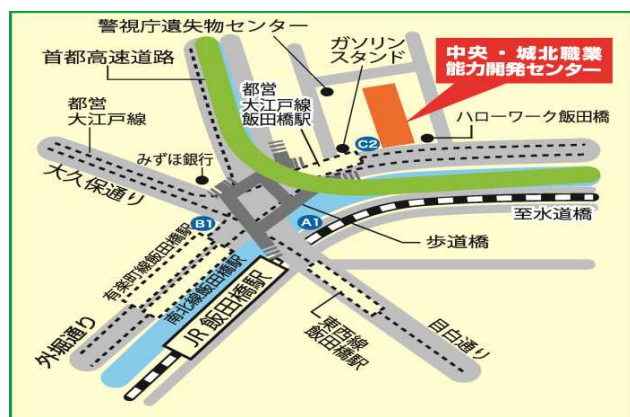 警視庁遺失物センター
首都高速道路
ガソリン
スタンド
中央・城北職業
能力開発センター
都営
大江戸線
都営
大江戸線
飯田橋駅
ハローワーク飯田橋
C2
みずほ銀行
大久保通り
至水道橋
B1
A1
歩道橋
有楽町線飯田橋駅
南北線飯田橋駅
JR 飯田橋駅
外堀通り
東西線
飯田橋駅
目白通り